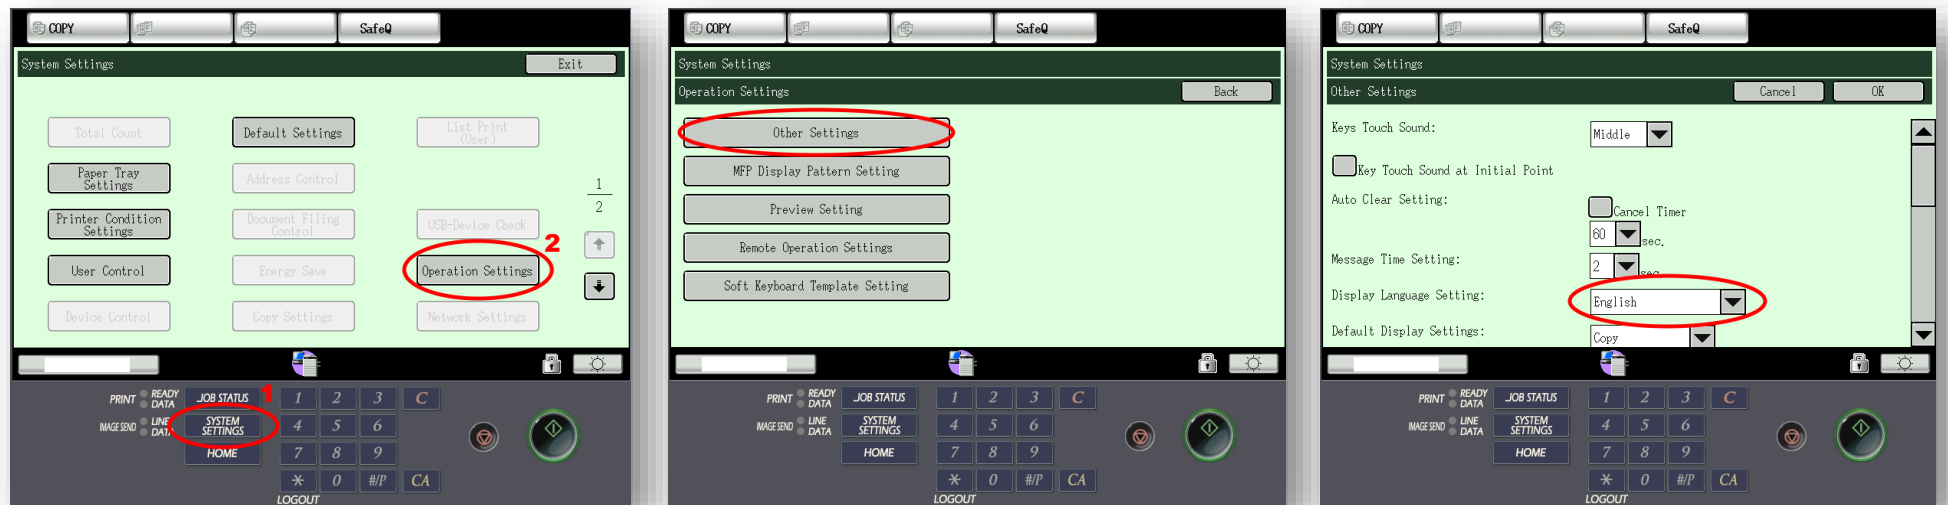 COPY
SafeQ
System Settings
Exit
Total Count
Default Settings
List Print
(User)
Paper Tray
Settings
Address Control
1
2
Printer Condition
Settings
Document Filing
Control
USB-Device Check
2
User Control
Energy Save
Operation Settings
Device Control
Copy Settings
Network Settings
PRINT
READY
DATA
JOB STATUS
1
1 2 3 C
IMAGE SEND
LINE
DATA
SYSTEM
SETTINGS
4 5 6
HOME
7 8 9
* 0 #/P CA
LOGOUT
COPY
SafeQ
System Settings
Operation Settings
Back
Other Settings
MFP Display Pattern Setting
Preview Setting
Remote Operation Settings
Soft Keyboard Template Setting
PRINT
READY
DATA
JOB STATUS
1 2 3 C
IMAGE SEND
LINE
DATA
SYSTEM
SETTINGS
4 5 6
HOME
7 8 9
* 0 #/P CA
LOGOUT
COPY
SafeQ
System Settings
Other Settings
Cancel
OK
Keys Touch Sound:
Middle
Key Touch Sound at Initial Point
Auto Clear Setting:
Cancel Timer
60 sec.
Message Time Setting:
2 sec.
Display Language Setting:
English
Default Display Settings:
Copy
PRINT
READY
DATA
JOB STATUS
1 2 3 C
IMAGE SEND
LINE
DATA
SYSTEM
SETTINGS
4 5 6
HOME
7 8 9
* 0 #/P CA
LOGOUT